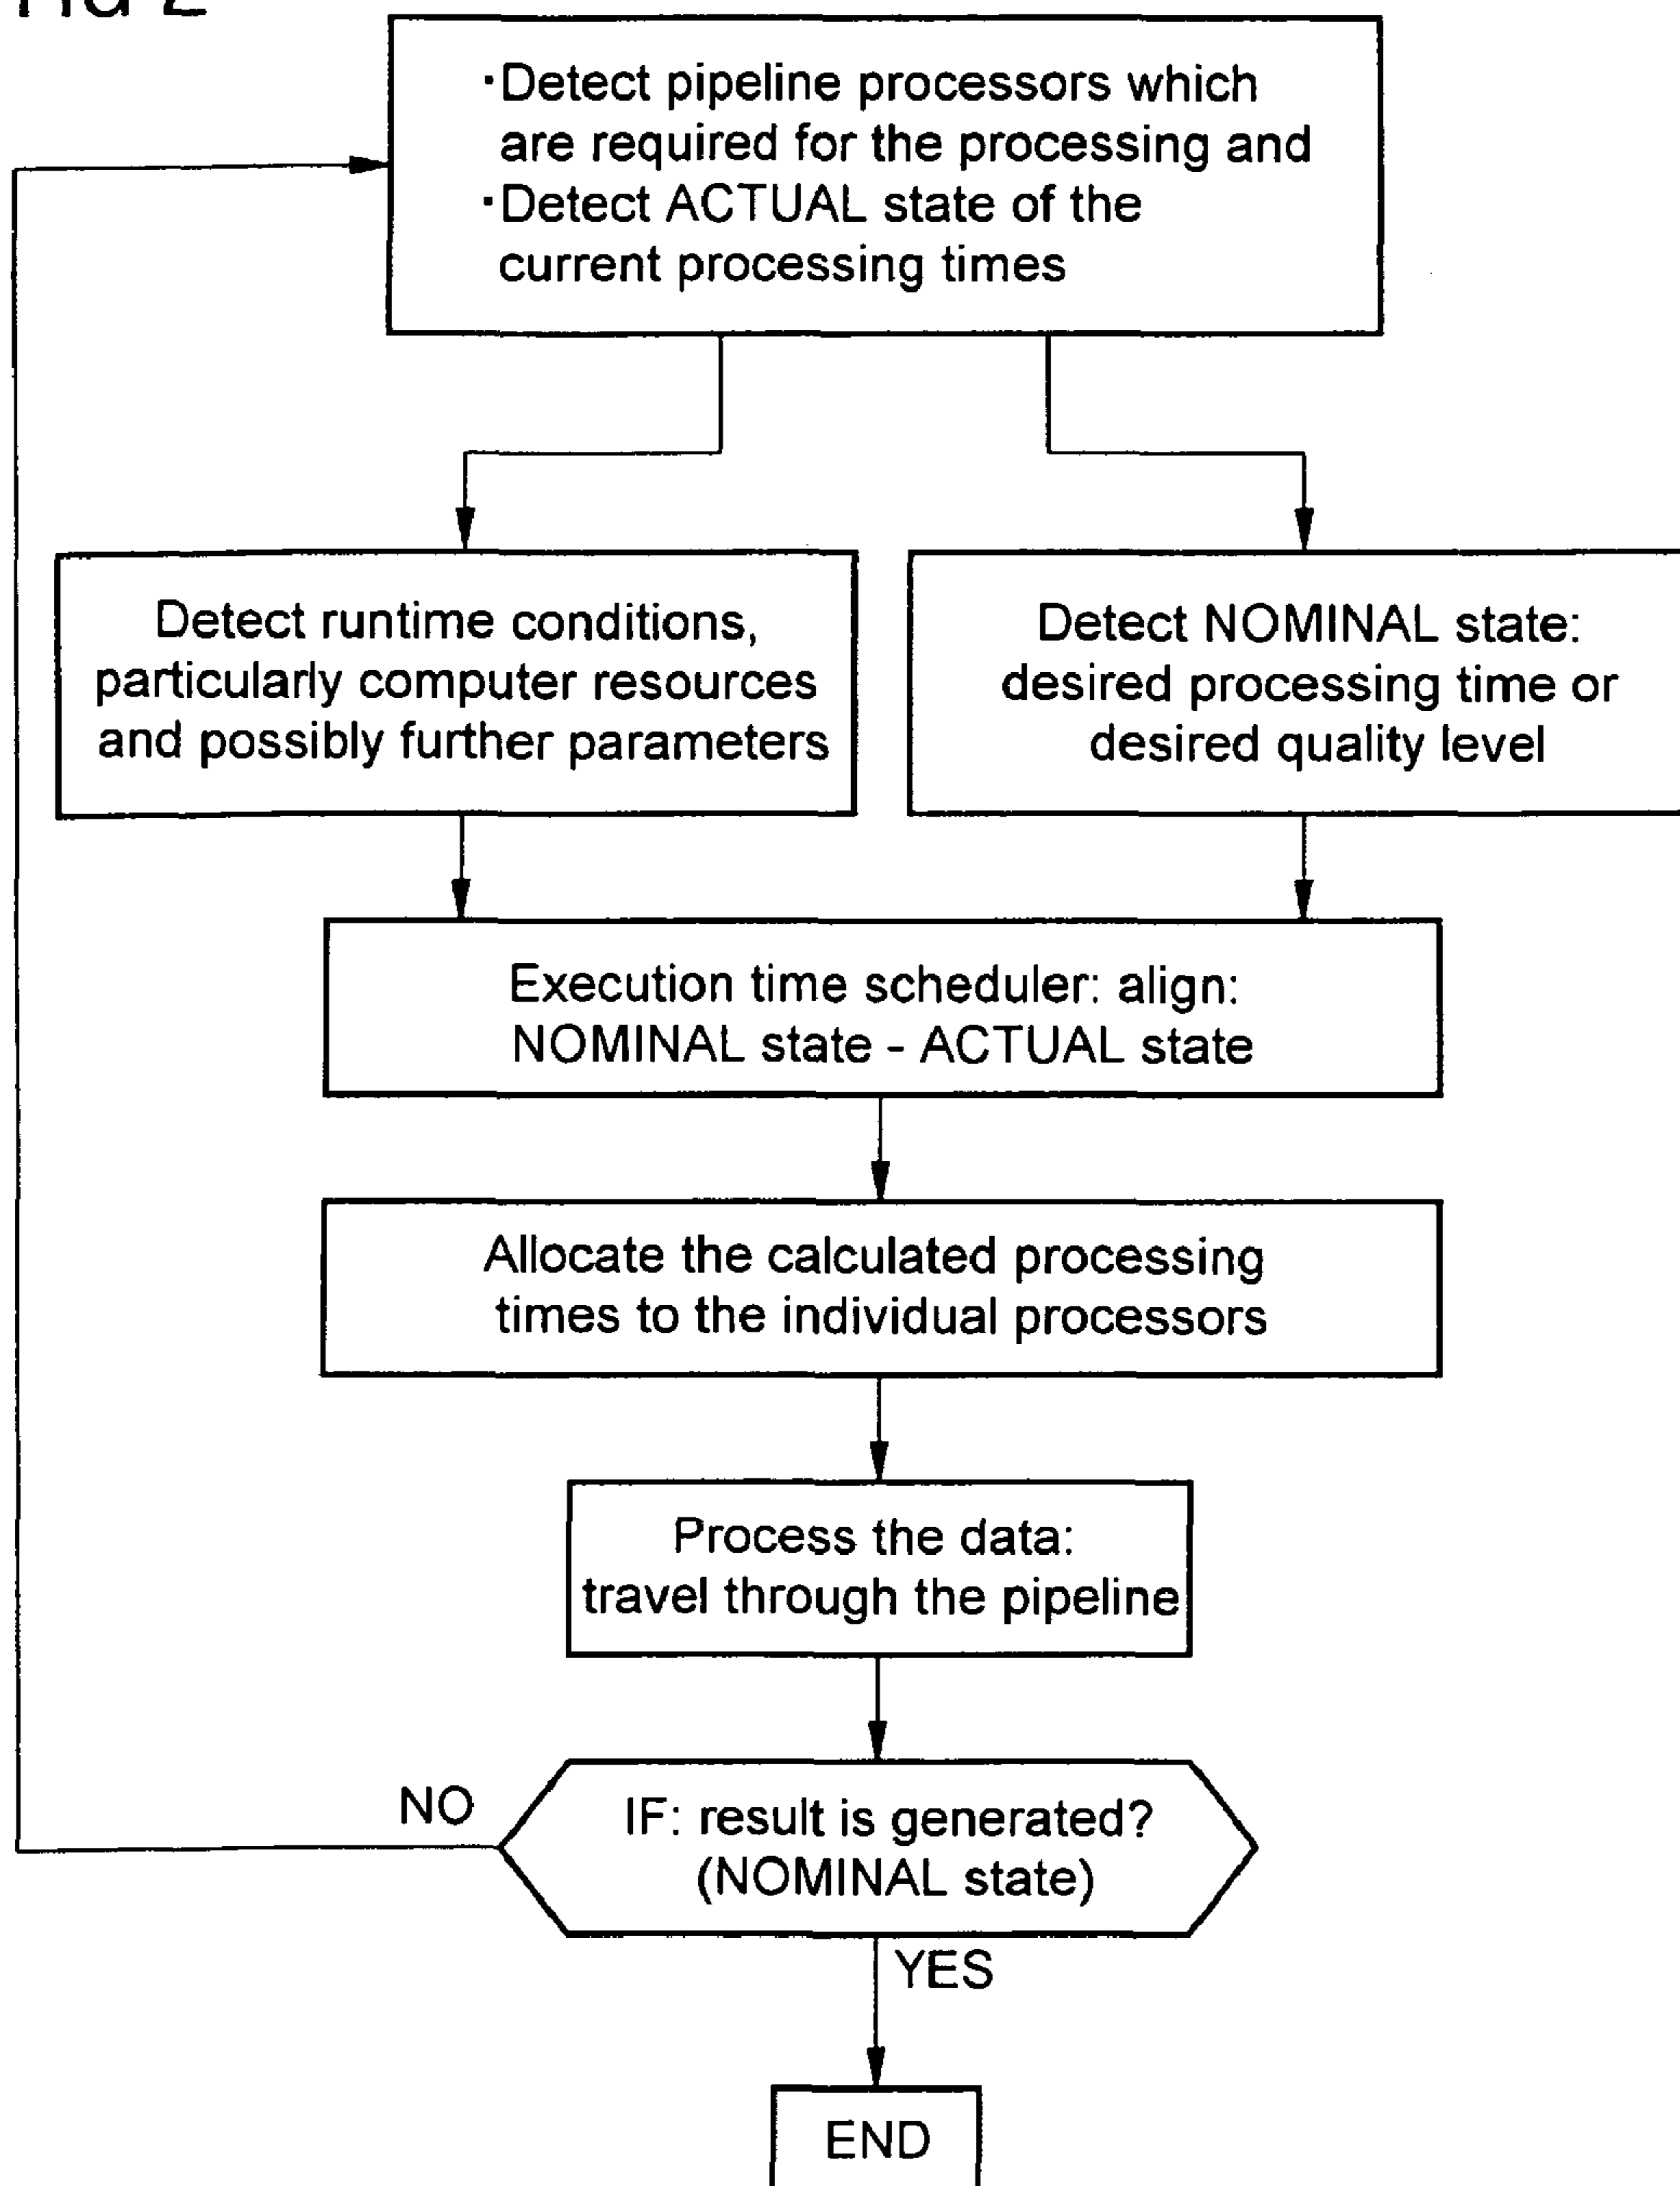 FIG 2
·Detect pipeline processors which
are required for the processing and
·Detect ACTUAL state of the
current processing times
Detect runtime conditions,
particularly computer resources
and possibly further parameters
Detect NOMINAL state:
desired processing time or
desired quality level
Execution time scheduler: align:
NOMINAL state - ACTUAL state
Allocate the calculated processing
times to the individual processors
Process the data:
travel through the pipeline
NO
IF: result is generated?
(NOMINAL state)
YES
END